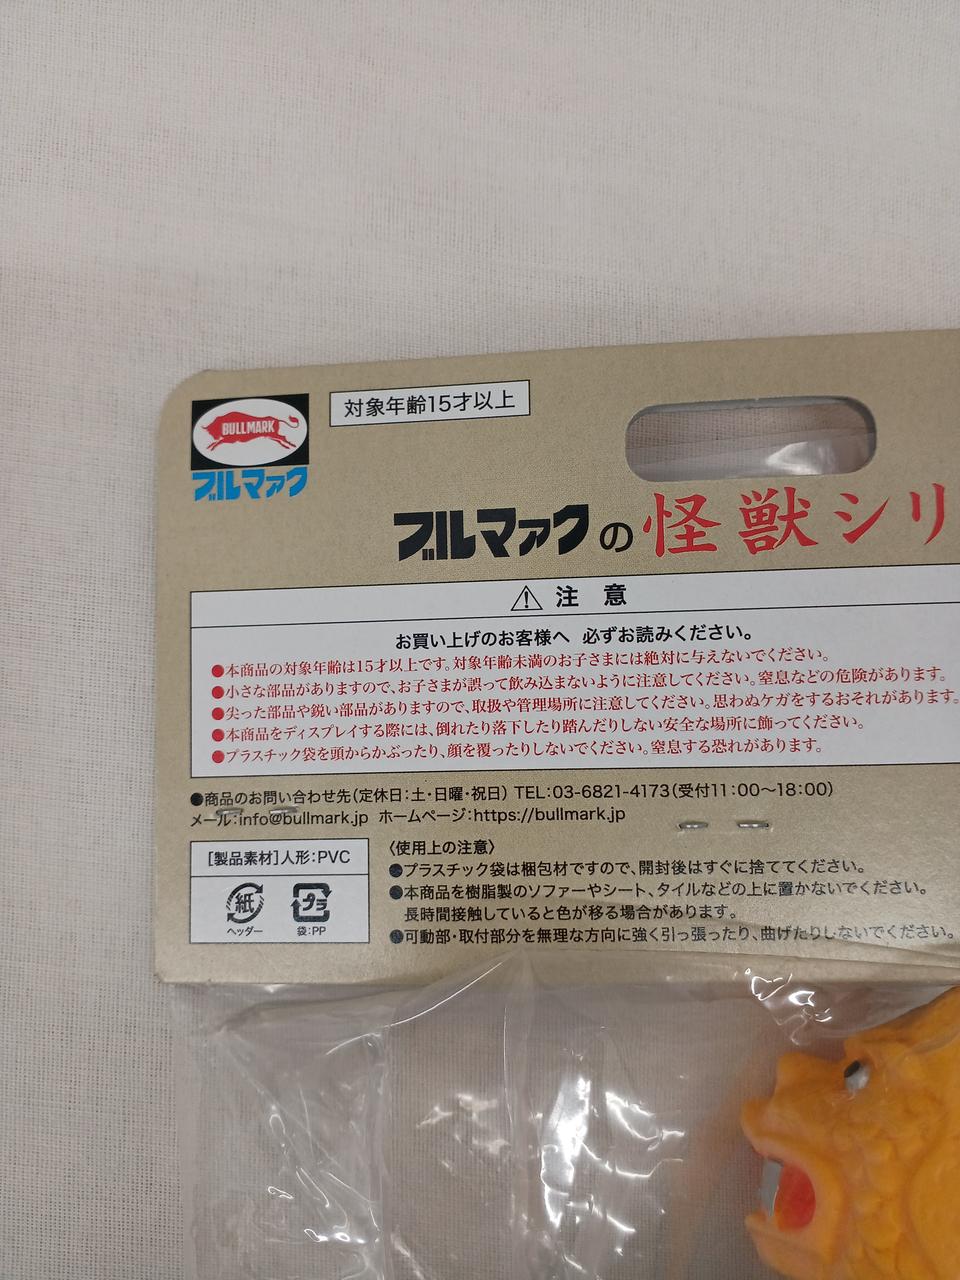 BULLMARK
ブルマァク
対象年齢15才以上
ブルマァクの怪獣シリ
注 意
お買い上げのお客様へ 必ずお読みください。
●本商品の対象年齢は15才以上です。対象年齢未満のお子さまには絶対に与えないでください。
●小さな部品がありますので、お子さまが誤って飲み込まないように注意してください。窒息などの危険があります。
●尖った部品や鋭い部品がありますので、取扱や管理場所に注意してください。思わぬケガをするおそれがあります。
●本商品をディスプレイする際には、倒れたり落下したり踏んだりしない安全な場所に飾ってください。
●プラスチック袋を頭からかぶったり、顔を覆ったりしないでください。窒息する恐れがあります。
●商品のお問い合わせ先(定休日:土・日曜・祝日) TEL:03-6821-4173(受付11:00〜18:00)
メール:info@bullmark.jp ホームページ:https://bullmark.jp
[製品素材]人形:PVC
紙
プラ
ヘッダー
袋:PP
〈使用上の注意〉
●プラスチック袋は梱包材ですので、開封後はすぐに捨ててください。
●本商品を樹脂製のソファーやシート、タイルなどの上に置かないでください。
長時間接触していると色が移る場合があります。
●可動部・取付部分を無理な方向に強く引っ張ったり、曲げたりしないでください。